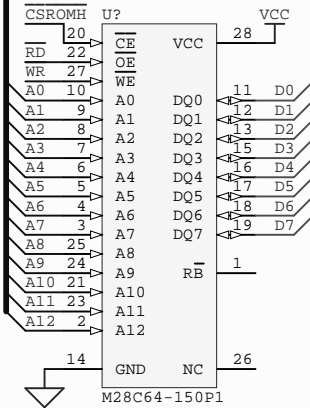 CSROMH U? VCC
20 CE VCC 28
RD 22 OE
WR 27 WE
A0 10 A0 DQ0 11 D0
A1 9 A1 DQ1 12 D1
A2 8 A2 DQ2 13 D2
A3 7 A3 DQ3 15 D3
A4 6 A4 DQ4 16 D4
A5 5 A5 DQ5 17 D5
A6 4 A6 DQ6 18 D6
A7 3 A7 DQ7 19 D7
A8 25 A8
A9 24 A9 RB 1
A10 21 A10
A11 23 A11
A12 2 A12
14 GND NC 26
M28C64-150P1